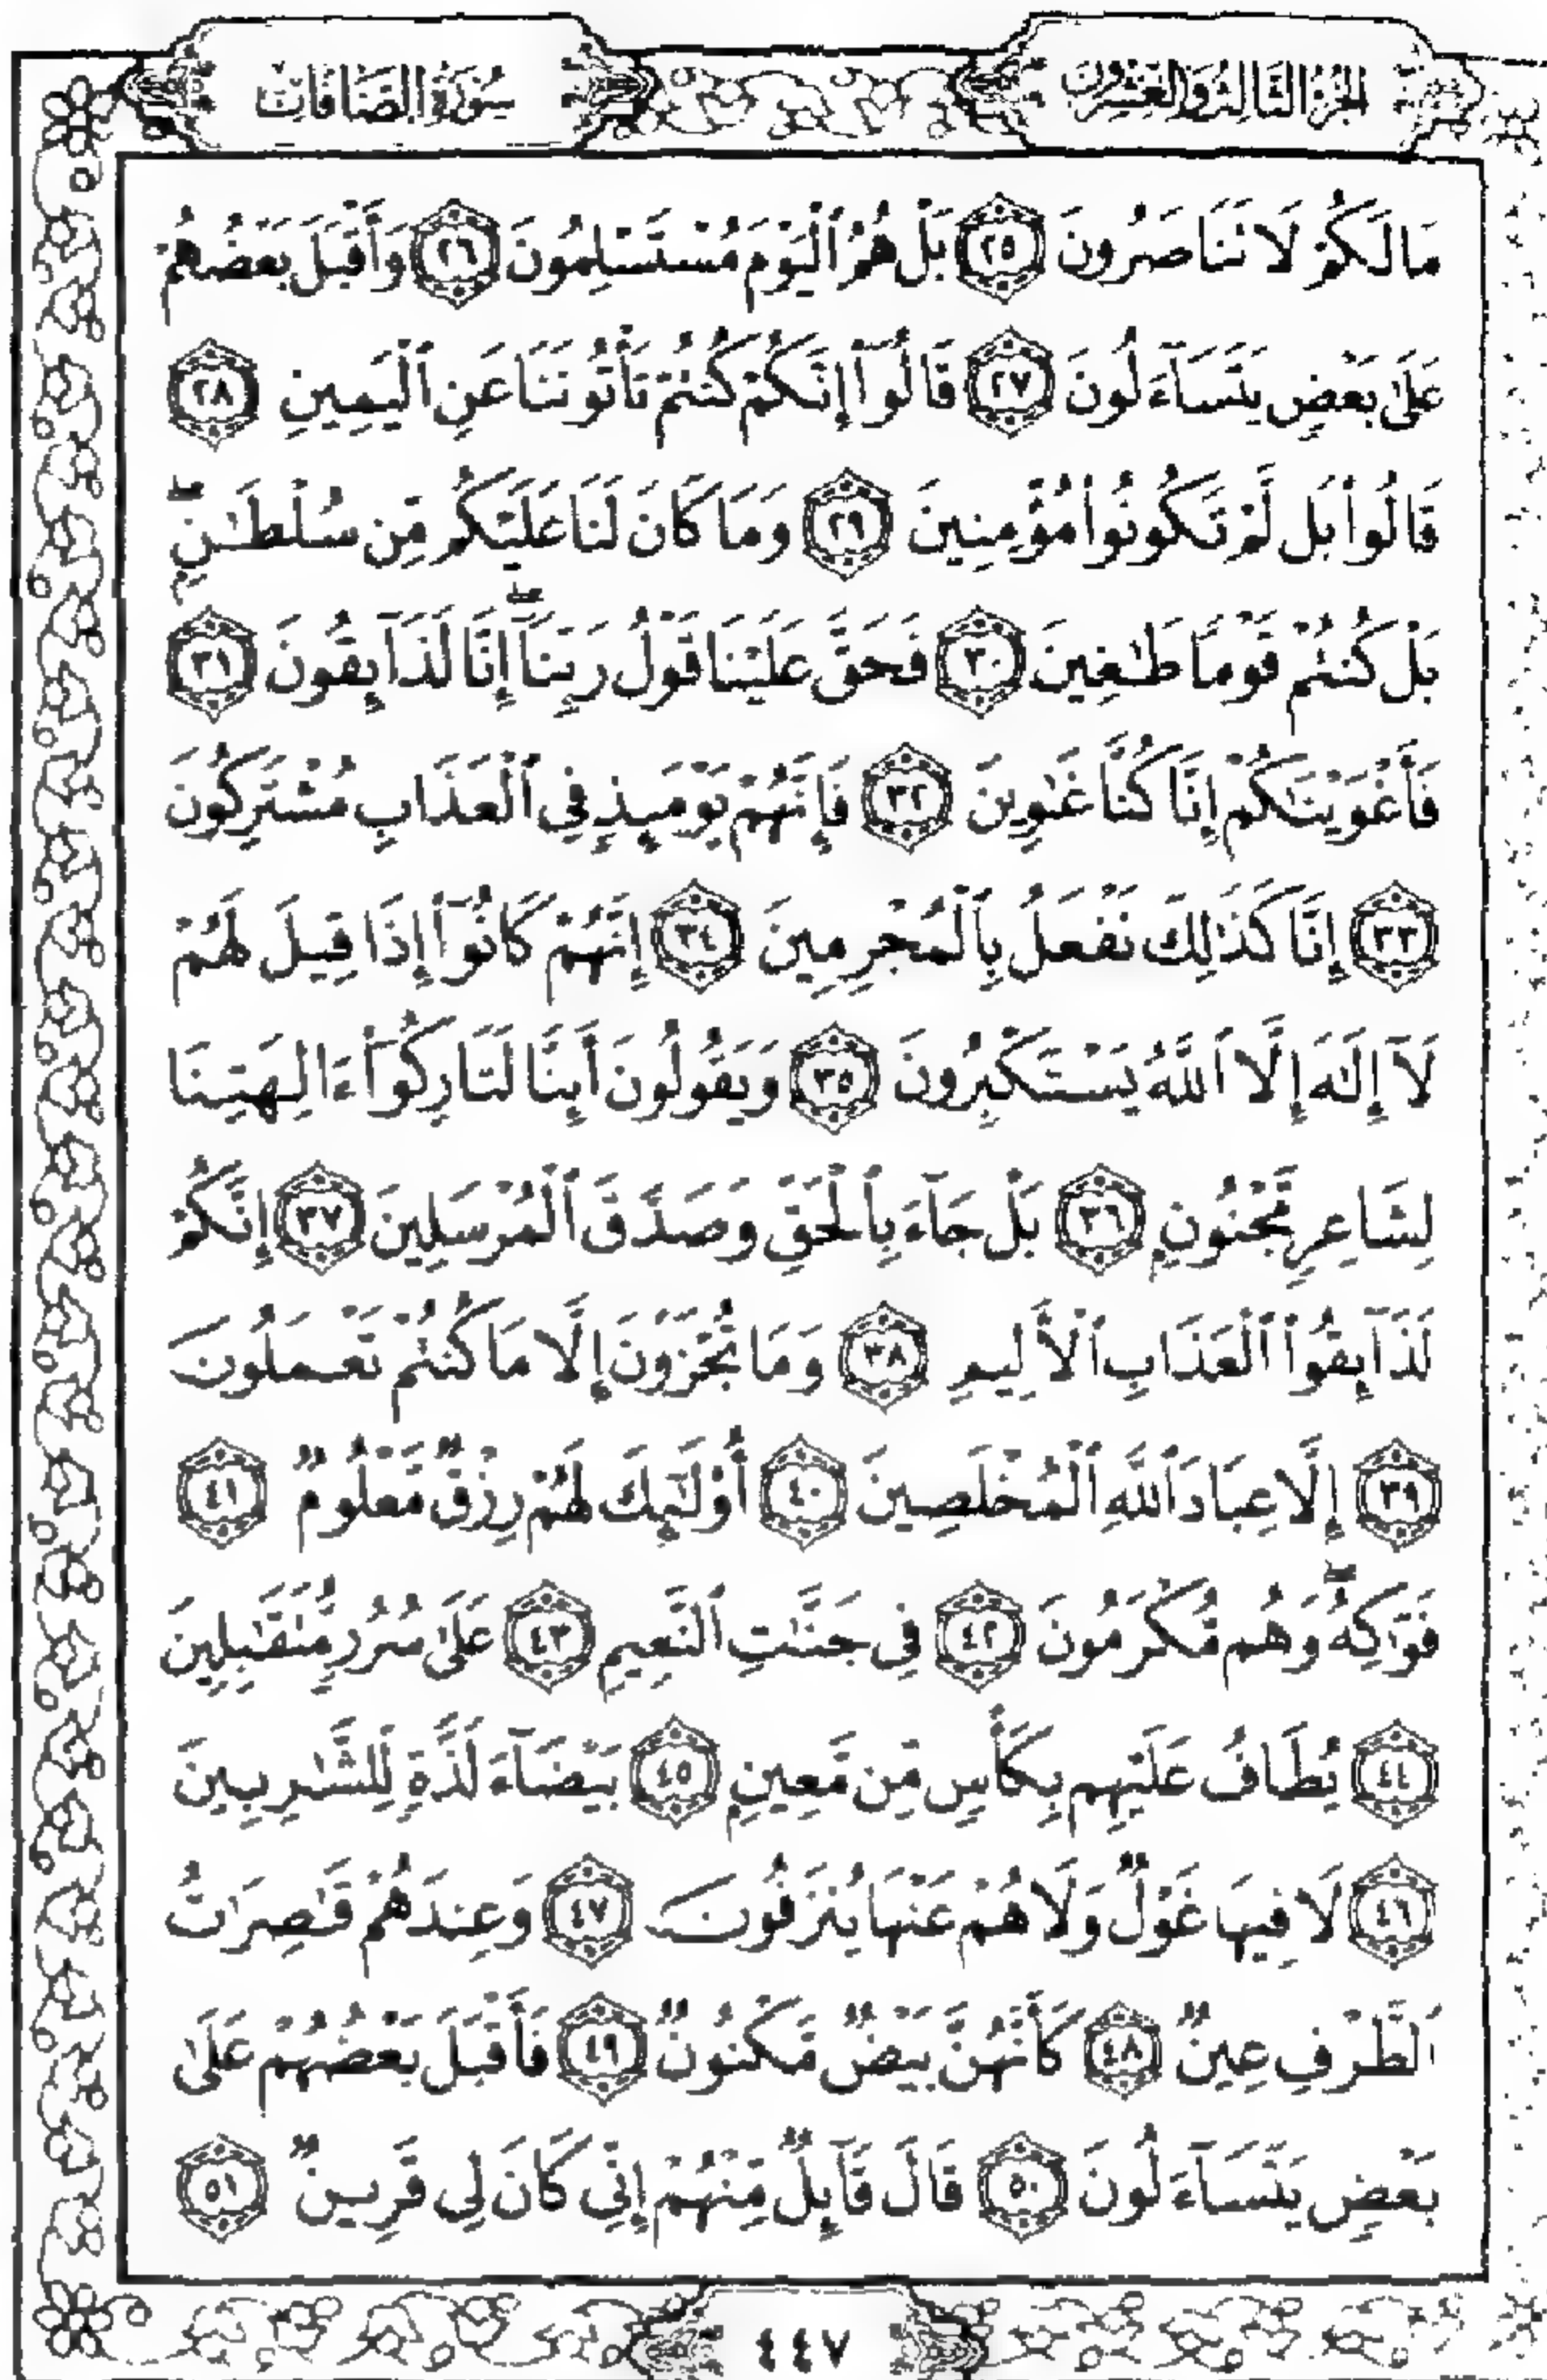 الجزء الثالث والعشرون
سورة الصافات
مَا لَكُمْ لَا تَنَاصَرُونَ ٢٥ بَلْ هُمُ ٱلْيَوْمَ مُسْتَسْلِمُونَ ٢٦ وَأَقْبَلَ بَعْضُهُمْ
عَلَىٰ بَعْضٍ يَتَسَآءَلُونَ ٢٧ قَالُوٓا۟ إِنَّكُمْ كُنتُمْ تَأْتُونَنَا عَنِ ٱلْيَمِينِ ٢٨
قَالُوا۟ بَل لَّمْ تَكُونُوا۟ مُؤْمِنِينَ ٢٩ وَمَا كَانَ لَنَا عَلَيْكُم مِّن سُلْطَـٰنٍۭ ۖ
بَلْ كُنتُمْ قَوْمًا طَـٰغِينَ ٣٠ فَحَقَّ عَلَيْنَا قَوْلُ رَبِّنَآ ۖ إِنَّا لَذَآئِقُونَ ٣١
فَأَغْوَيْنَـٰكُمْ إِنَّا كُنَّا غَـٰوِينَ ٣٢ فَإِنَّهُمْ يَوْمَئِذٍ فِى ٱلْعَذَابِ مُشْتَرِكُونَ
٣٣ إِنَّا كَذَٰلِكَ نَفْعَلُ بِٱلْمُجْرِمِينَ ٣٤ إِنَّهُمْ كَانُوٓا۟ إِذَا قِيلَ لَهُمْ
لَآ إِلَـٰهَ إِلَّا ٱللَّهُ يَسْتَكْبِرُونَ ٣٥ وَيَقُولُونَ أَئِنَّا لَتَارِكُوٓا۟ ءَالِهَتِنَا
لِشَاعِرٍ مَّجْنُونٍۭ ٣٦ بَلْ جَآءَ بِٱلْحَقِّ وَصَدَّقَ ٱلْمُرْسَلِينَ ٣٧ إِنَّكُمْ
لَذَآئِقُوا۟ ٱلْعَذَابِ ٱلْأَلِيمِ ٣٨ وَمَا تُجْزَوْنَ إِلَّا مَا كُنتُمْ تَعْمَلُونَ
٣٩ إِلَّا عِبَادَ ٱللَّهِ ٱلْمُخْلَصِينَ ٤٠ أُو۟لَـٰٓئِكَ لَهُمْ رِزْقٌ مَّعْلُومٌ ٤١
فَوَٰكِهُ ۖ وَهُم مُّكْرَمُونَ ٤٢ فِى جَنَّـٰتِ ٱلنَّعِيمِ ٤٣ عَلَىٰ سُرُرٍ مُّتَقَـٰبِلِينَ
٤٤ يُطَافُ عَلَيْهِم بِكَأْسٍ مِّن مَّعِينٍۭ ٤٥ بَيْضَآءَ لَذَّةٍ لِّلشَّـٰرِبِينَ
٤٦ لَا فِيهَا غَوْلٌ وَلَا هُمْ عَنْهَا يُنزَفُونَ ٤٧ وَعِندَهُمْ قَـٰصِرَٰتُ
ٱلطَّرْفِ عِينٌ ٤٨ كَأَنَّهُنَّ بَيْضٌ مَّكْنُونٌ ٤٩ فَأَقْبَلَ بَعْضُهُمْ عَلَىٰ
بَعْضٍ يَتَسَآءَلُونَ ٥٠ قَالَ قَآئِلٌ مِّنْهُمْ إِنِّى كَانَ لِى قَرِينٌ ٥١
٤٤٧